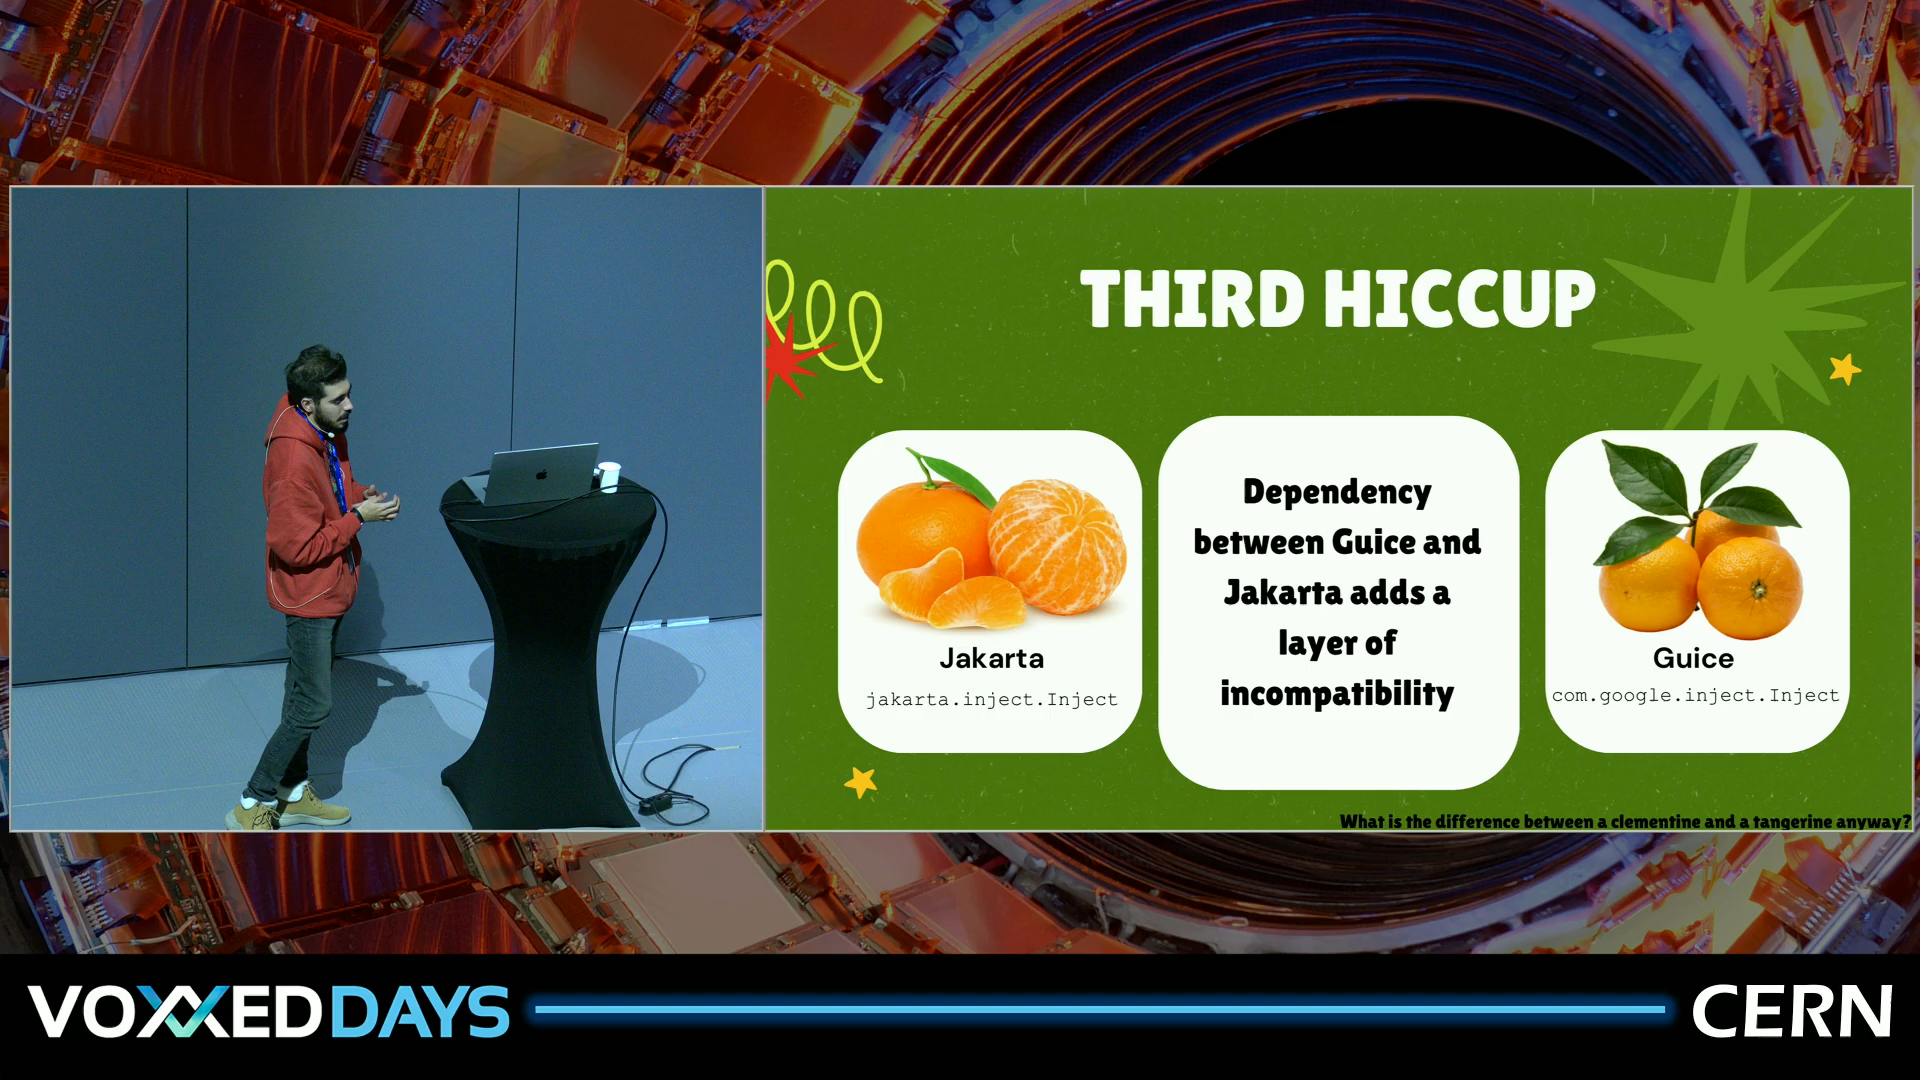 THIRD HICCUP
Jakarta
jakarta.inject.Inject
Dependency
between Guice and
Jakarta adds a
layer of
incompatibility
Guice
com.google.inject.Inject
What is the difference between a clementine and a tangerine anyway?
VOXXEDDAYS
CERN